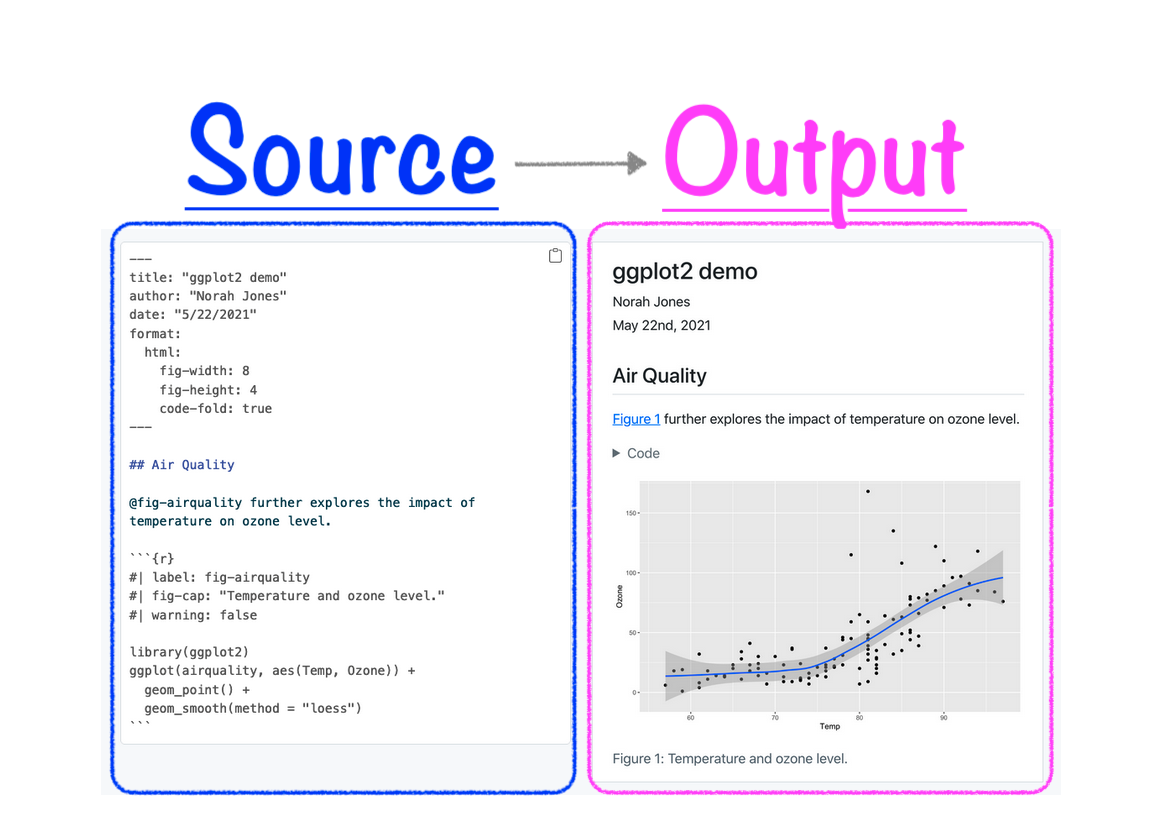 Source
Output
---
title: "ggplot2 demo"
author: "Norah Jones"
date: "5/22/2021"
format:
  html:
    fig-width: 8
    fig-height: 4
    code-fold: true
---
## Air Quality
@fig-airquality further explores the impact of
temperature on ozone level.
```{r}
#| label: fig-airquality
#| fig-cap: "Temperature and ozone level."
#| warning: false
library(ggplot2)
ggplot(airquality, aes(Temp, Ozone)) +
  geom_point() +
  geom_smooth(method = "loess")
```
ggplot2 demo
Norah Jones
May 22nd, 2021
Air Quality
Figure 1 further explores the impact of temperature on ozone level.
Code
150
100
50
0
Ozone
60 70 80 90
Temp
Figure 1: Temperature and ozone level.